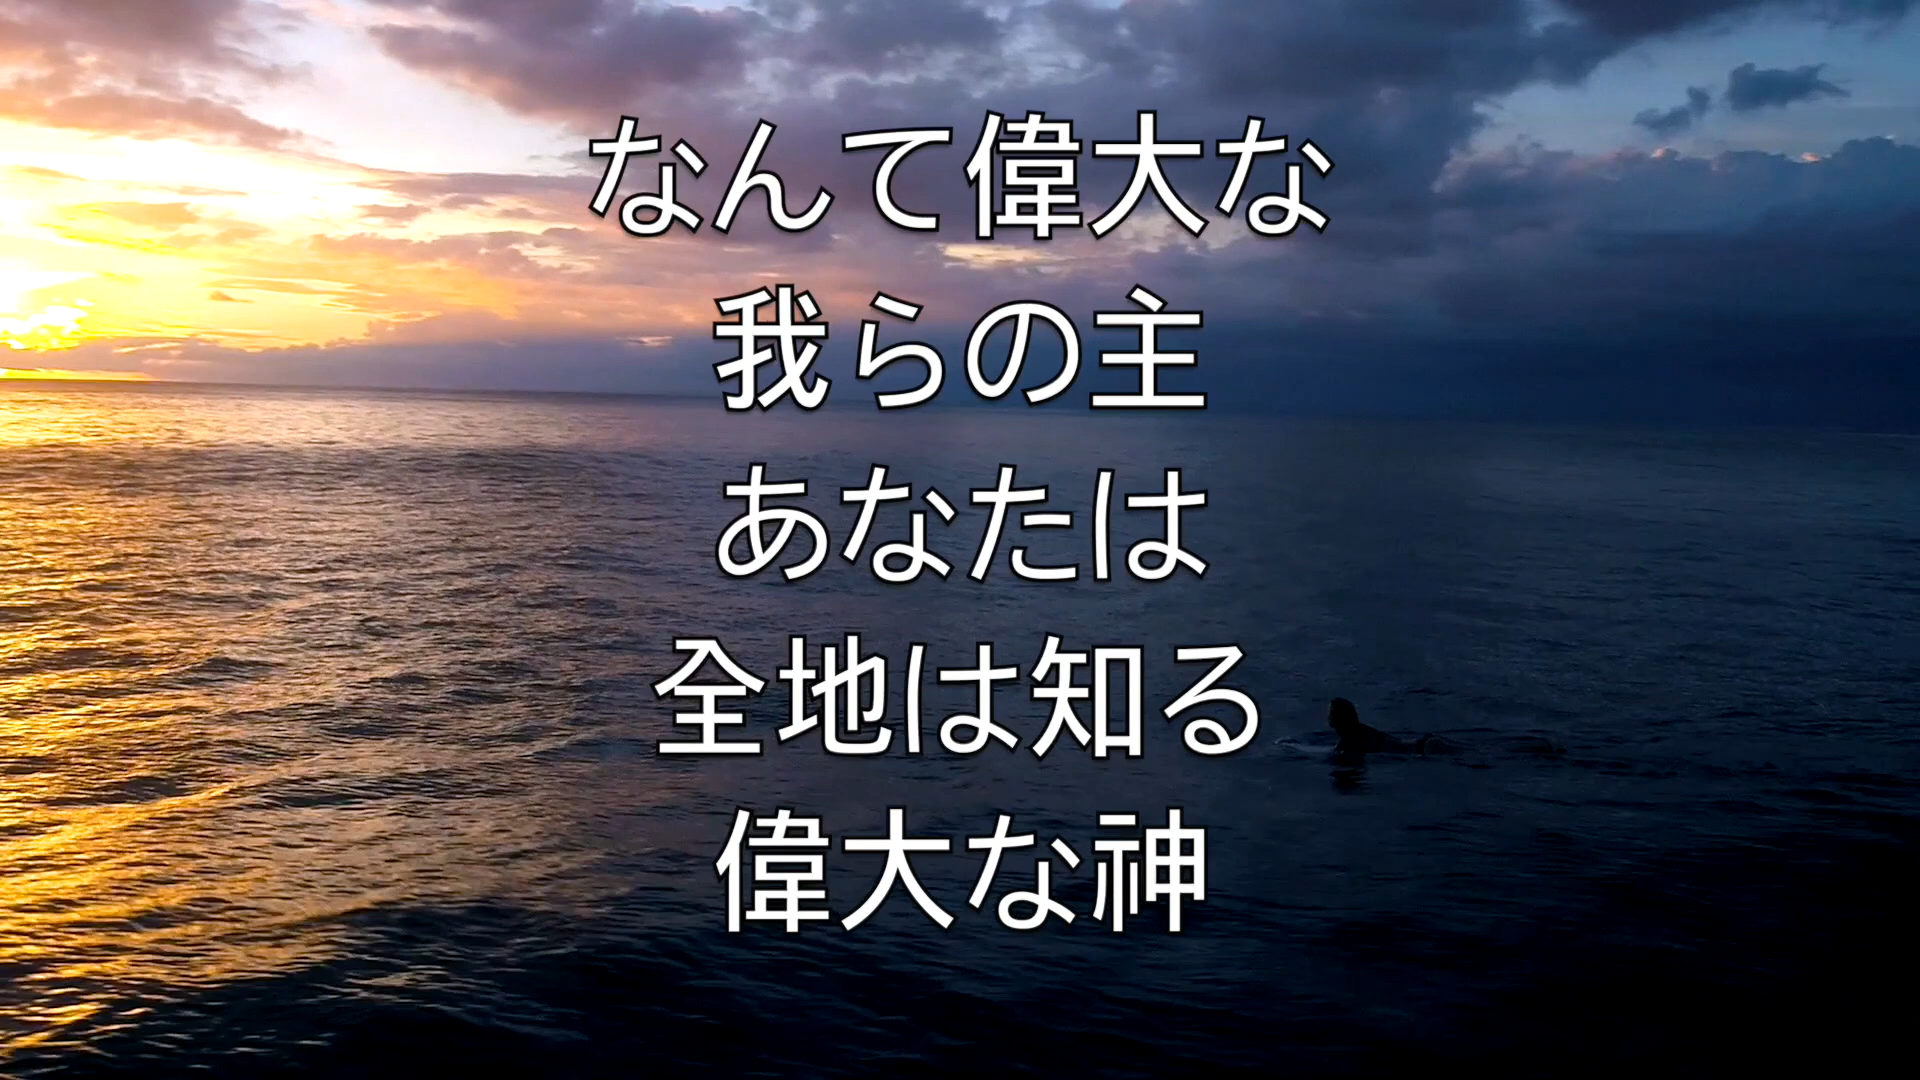 なんて偉大な
我らの主
あなたは
全地は知る
偉大な神